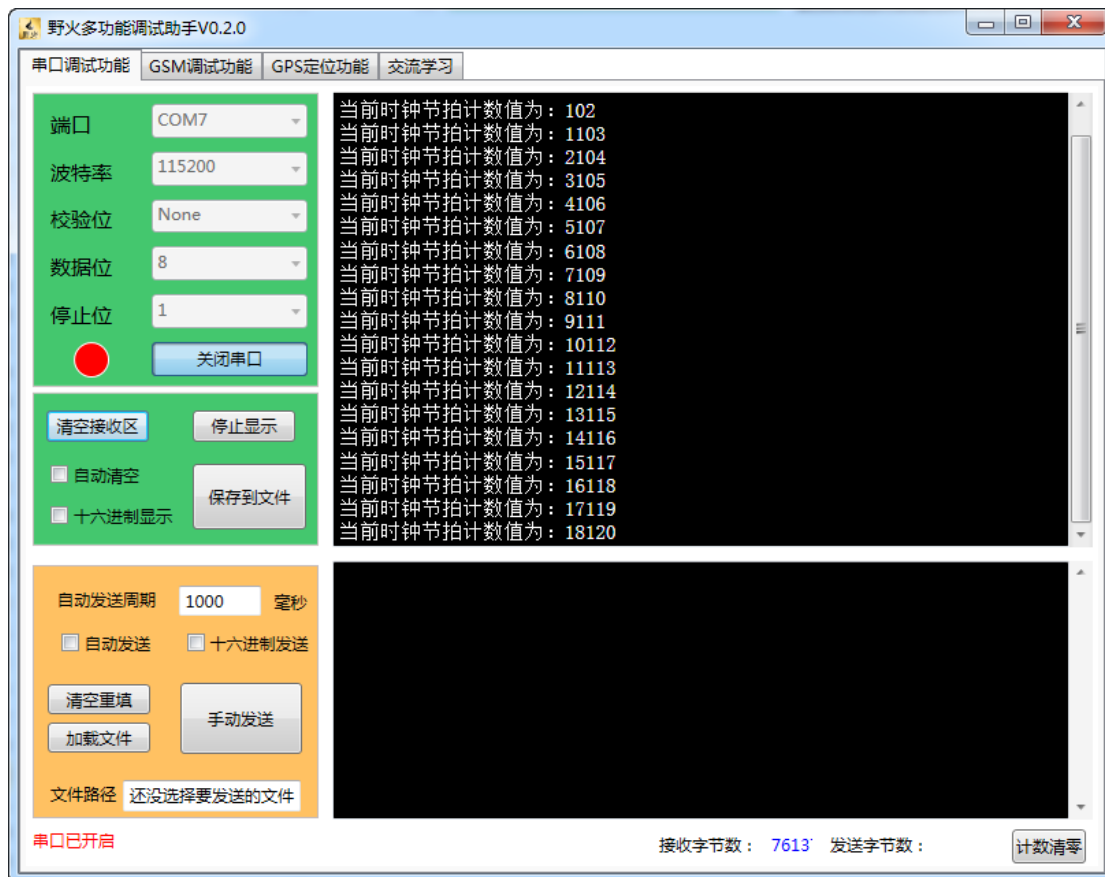 野火多功能调试助手V0.2.0
串口调试功能 GSM调试功能 GPS定位功能 交流学习
端口 COM7
波特率 115200
校验位 None
数据位 8
停止位 1
关闭串口
清空接收区 停止显示
自动清空
保存到文件
十六进制显示
当前时钟节拍计数值为：102
当前时钟节拍计数值为：1103
当前时钟节拍计数值为：2104
当前时钟节拍计数值为：3105
当前时钟节拍计数值为：4106
当前时钟节拍计数值为：5107
当前时钟节拍计数值为：6108
当前时钟节拍计数值为：7109
当前时钟节拍计数值为：8110
当前时钟节拍计数值为：9111
当前时钟节拍计数值为：10112
当前时钟节拍计数值为：11113
当前时钟节拍计数值为：12114
当前时钟节拍计数值为：13115
当前时钟节拍计数值为：14116
当前时钟节拍计数值为：15117
当前时钟节拍计数值为：16118
当前时钟节拍计数值为：17119
当前时钟节拍计数值为：18120
自动发送周期 1000 毫秒
自动发送 十六进制发送
清空重填
手动发送
加载文件
文件路径 还没选择要发送的文件
串口已开启
接收字节数： 7613 发送字节数：
计数清零